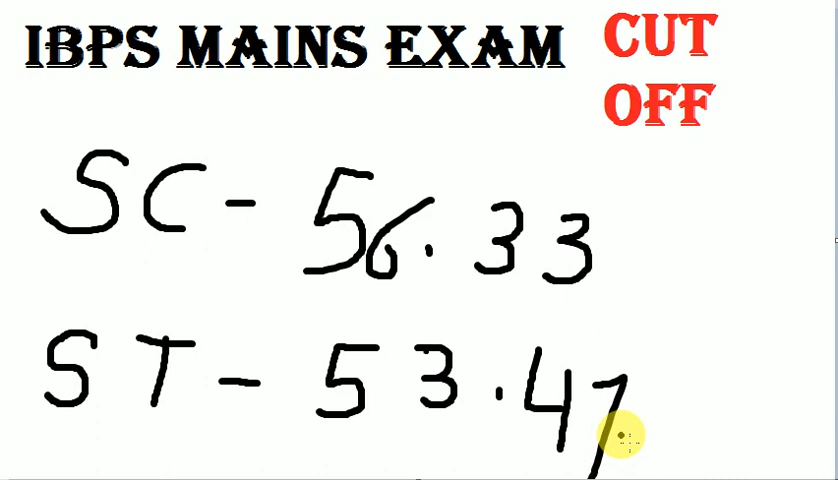 IBPS MAINS EXAM CUT
OFF
SC - 56.33
ST - 53.47